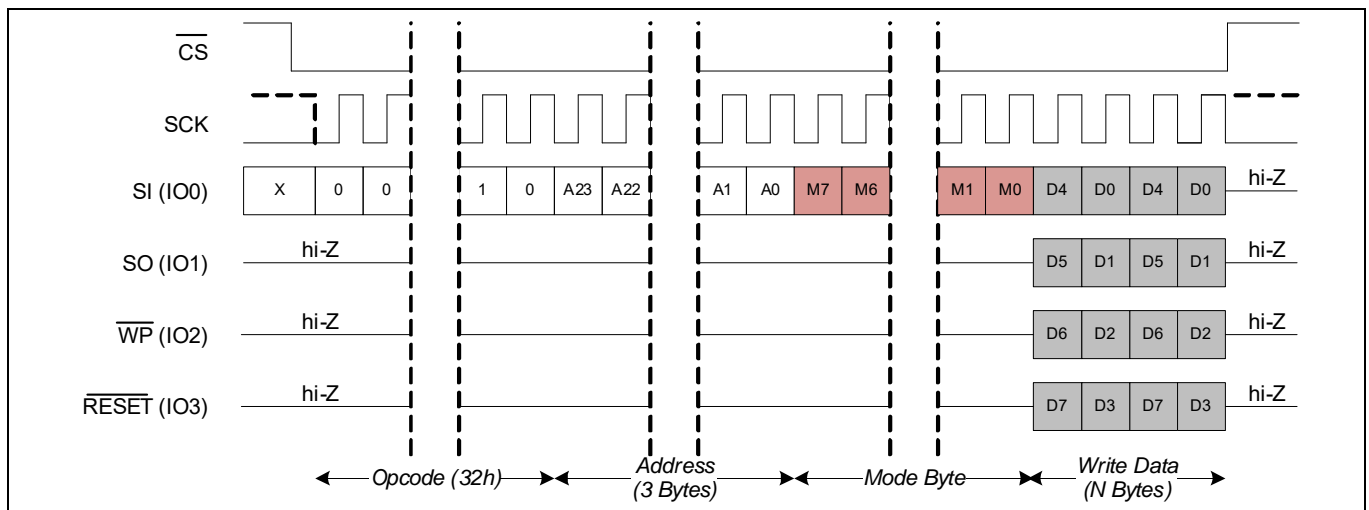 CS
SCK
SI (IO0) X 0 0 1 0 A23 A22 A1 A0 M7 M6 M1 M0 D4 D0 D4 D0 hi-Z
SO (IO1) hi-Z D5 D1 D5 D1 hi-Z
WP (IO2) hi-Z D6 D2 D6 D2 hi-Z
RESET (IO3) hi-Z D7 D3 D7 D3 hi-Z
Opcode (32h) Address (3 Bytes) Mode Byte Write Data (N Bytes)